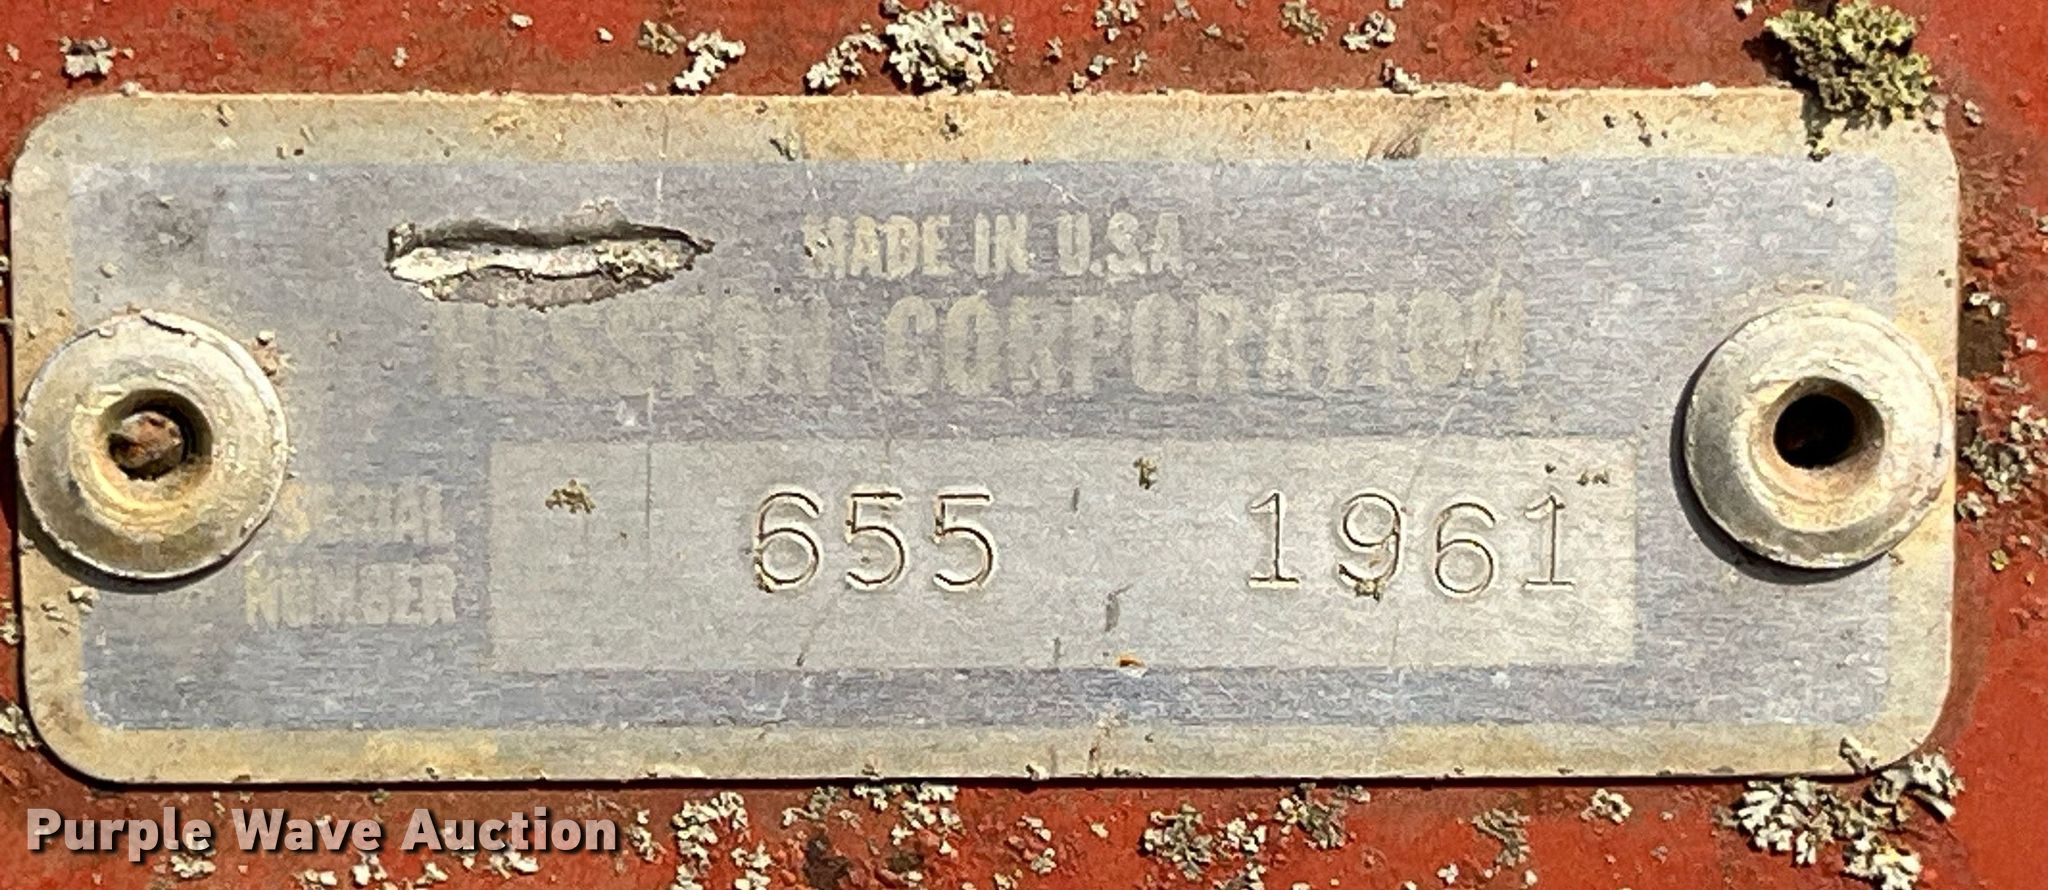 MADE IN U.S.A.
HESSTON CORPORATION
SERIAL
NUMBER
655 1961
Purple Wave Auction